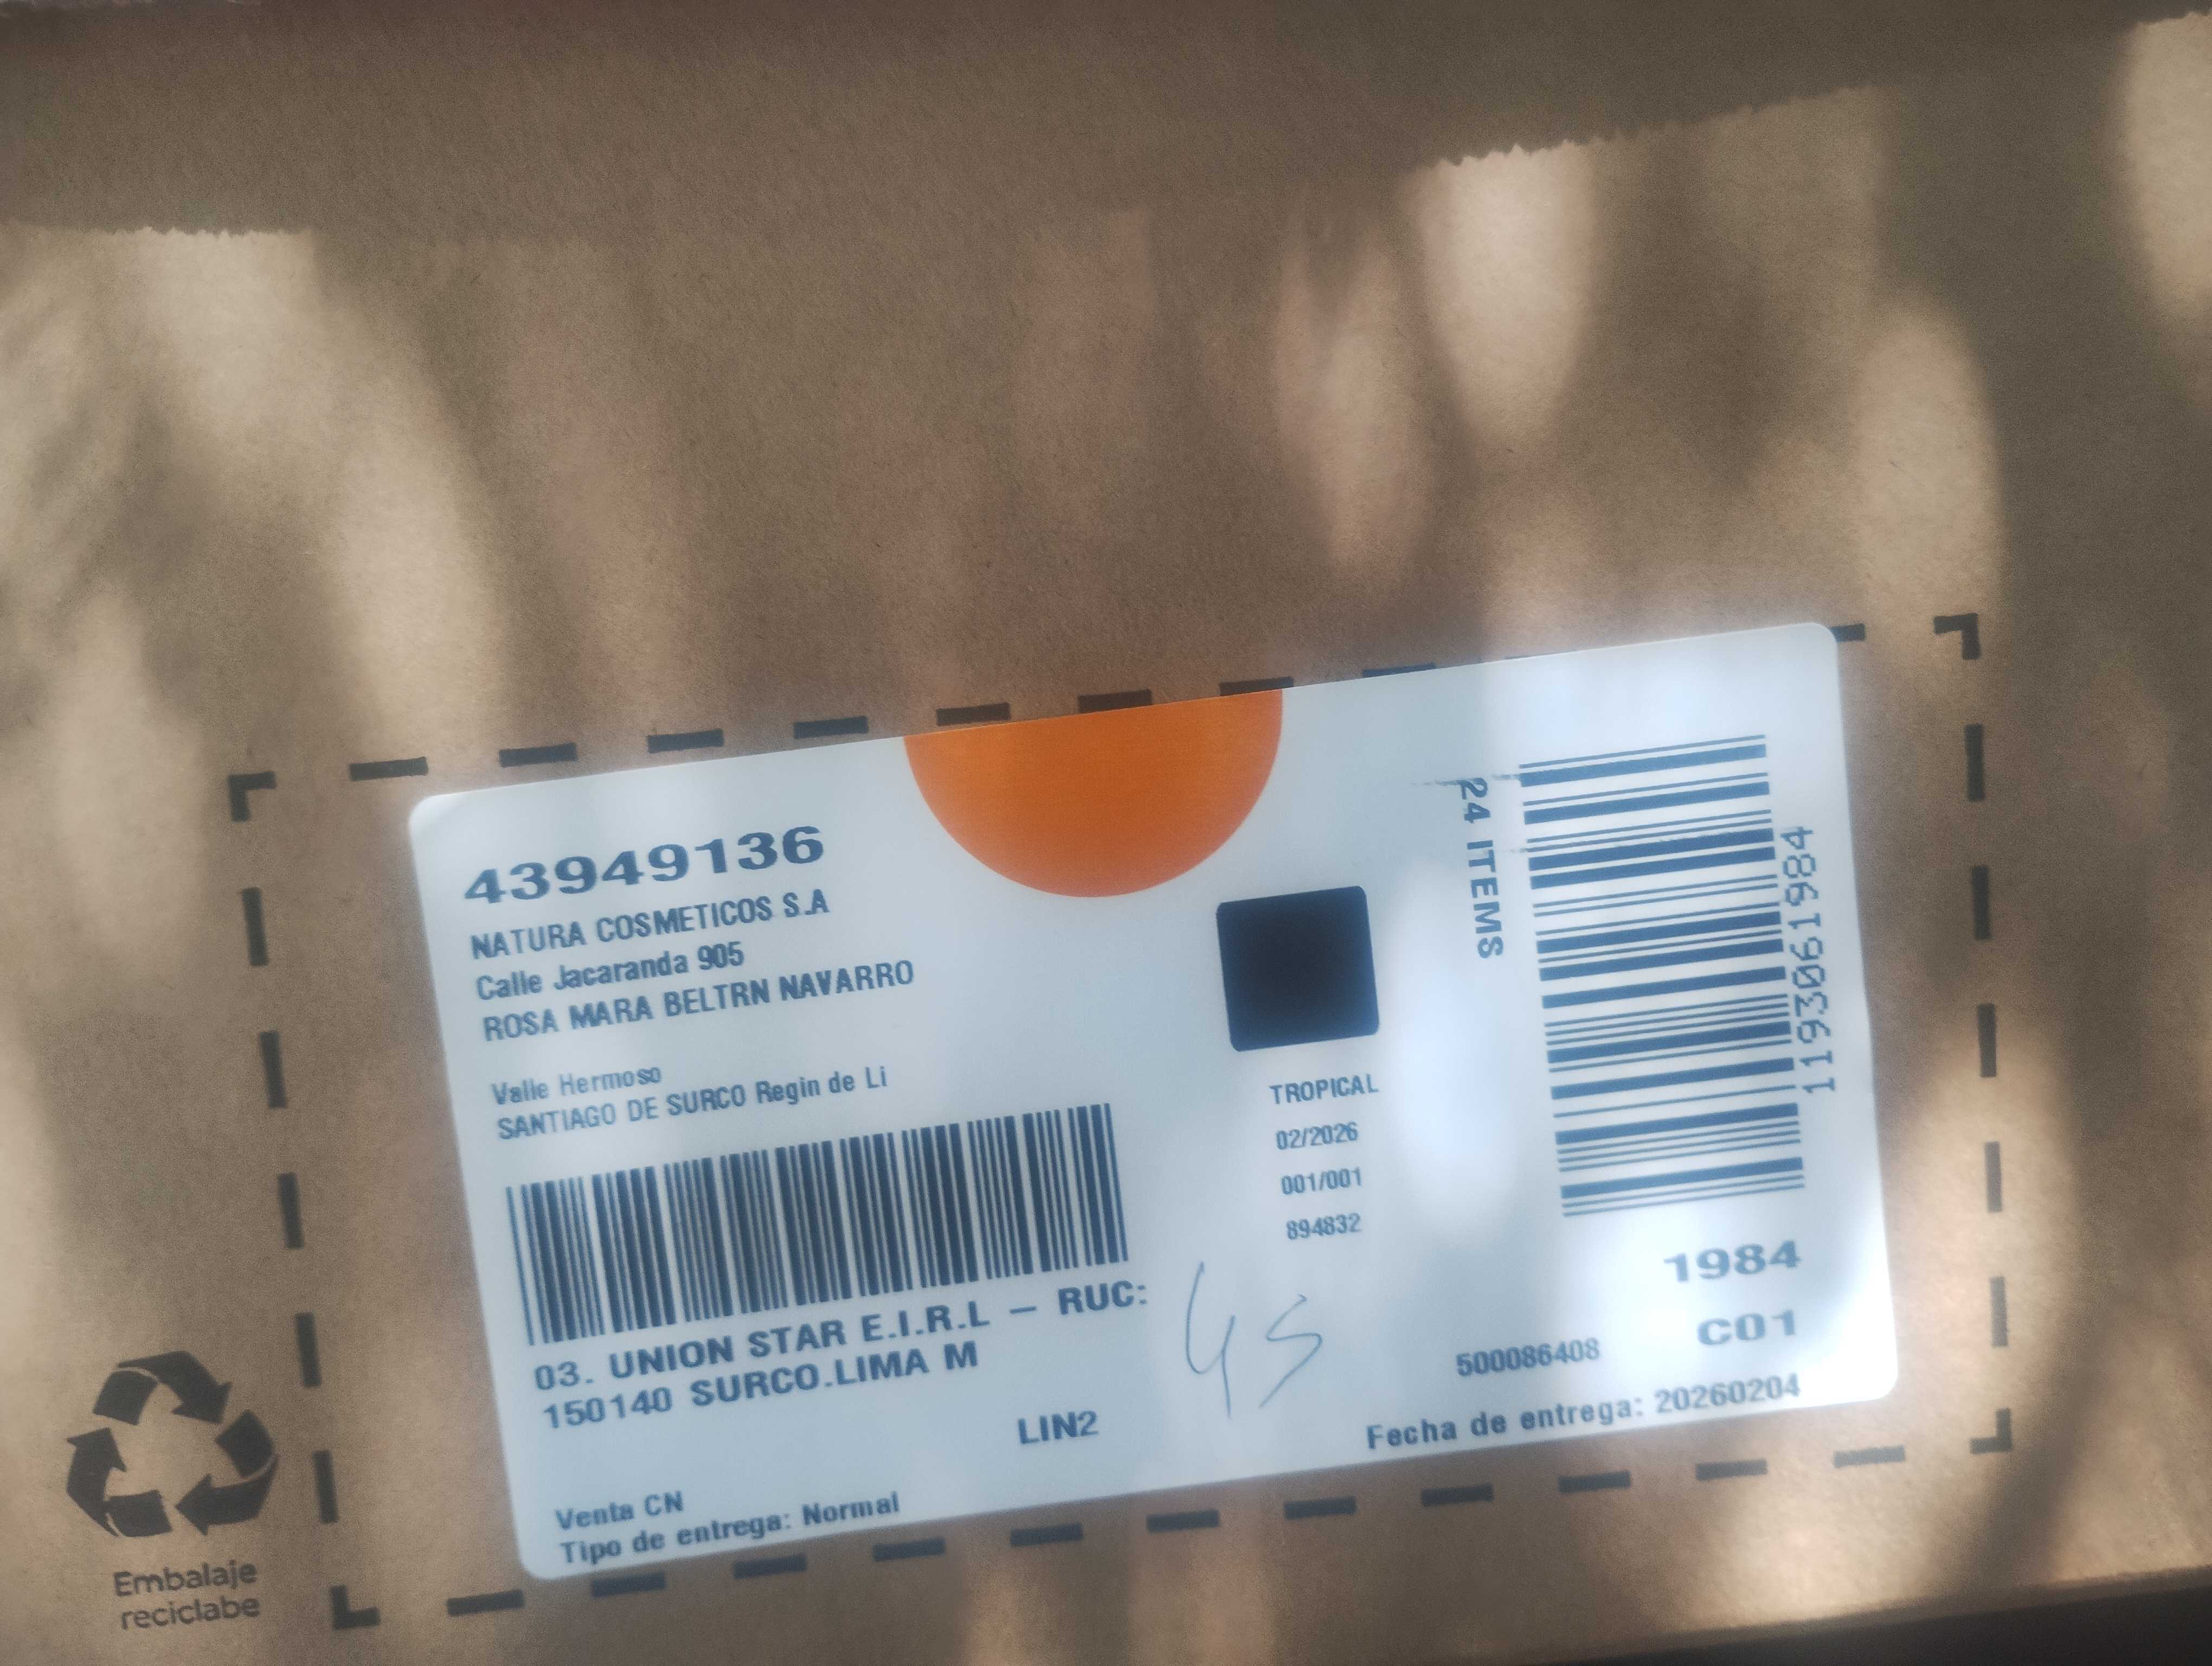 43949136
NATURA COSMETICOS S.A
Calle Jacaranda 905
ROSA MARA BELTRN NAVARRO
Valle Hermoso
SANTIAGO DE SURCO Regin de Li
03. UNION STAR E.I.R.L – RUC:
150140 SURCO.LIMA M
LIN2
Venta CN
Tipo de entrega: Normal
TROPICAL
02/2026
001/001
894832
45
24 ITEMS
1193061984
1984
C01
500086408
Fecha de entrega: 20260204
Embalaje
reciclabe